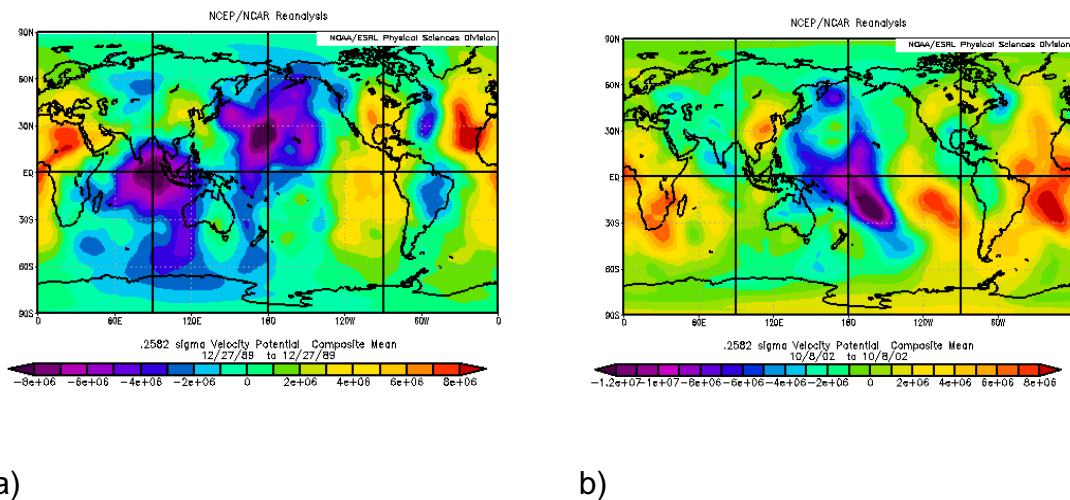 NCEP/NCAR Reanalysis
NOAA/ESRL Physical Sciences Division
90N
60N
30N
EQ
30S
60S
90S
0 60E 120E 180 120W 60W 0
.2582 sigma Velocity Potential Composite Mean
12/27/89 to 12/27/89
-8e+06 -6e+06 -4e+06 -2e+06 0 2e+06 4e+06 6e+06 8e+06
a)
NCEP/NCAR Reanalysis
NOAA/ESRL Physical Sciences Division
90N
60N
30N
EQ
30S
60S
90S
0 60E 120E 180 120W 60W
.2582 sigma Velocity Potential Composite Mean
10/8/02 to 10/8/02
-1.2e+07 -1e+07 -8e+06 -6e+06 -4e+06 -2e+06 0 2e+06 4e+06 6e+06 8e+06
b)